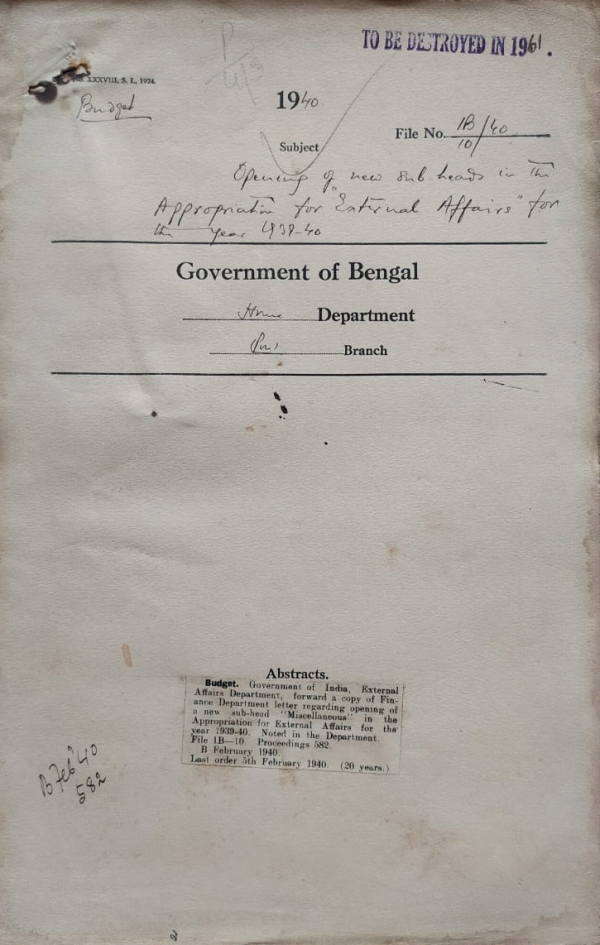 TO BE DESTROYED IN 1961.
XXXVIII, S. L., 1924.
Budget
1940
File No. 1B/40
10/
Subject
Opening of new sub heads in the
Appropriation for "External Affairs" for
the year 1939-40
Government of Bengal
Home Department
Branch
Abstracts.
Budget. Government of India, External
Affairs Department, forward a copy of Fin-
ance Department letter regarding opening of
a new sub-head "Miscellaneous" in the
Appropriation for External Affairs for the
year 1939-40. Noted in the Department.
File 1B—10. Proceedings 582.
B February 1940.
Last order 5th February 1940. (20 years.)
B Feb '40
582